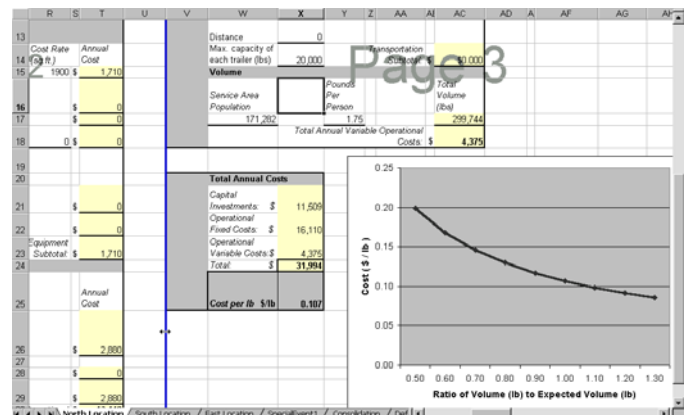 R S T U V W X Y Z AA AB AC AD A AF AG AH
13 Distance 0
Cost Rate Annual Max. capacity of Transportation
14 (sq ft.) Cost each trailer (lbs) 20,000 Subtotal: $ $0.000
2 Page 3
15 1900 $ 1,710 Volume
Pounds Total
Service Area Per Volume
16 $ 0 Population Person (lbs)
17 $ 0 171,282 1.75 299,744
Total Annual Variable Operational
18 0 $ 0 Costs: $ 4,375
19
20 Total Annual Costs
Capital
21 $ 0 Investments: $ 11,509
Operational
22 $ 0 Fixed Costs: $ 16,110
Equipment Operational
23 Subtotal: $ 1,710 Variable Costs: $ 4,375
24 Total: $ 31,994
Annual
Cost
25 Cost per lb $/lb 0.107
26 $ 2,880
27
28 $ 0
29 $ 2,880
0.25
0.20
0.15
0.10
0.05
0.00
Cost ( $ / lb )
0.50 0.60 0.70 0.80 0.90 1.00 1.10 1.20 1.30
Ratio of Volume (lb) to Expected Volume (lb)
North Location / South Location / East Location / SpecialEvent1 / Consolidation / Def